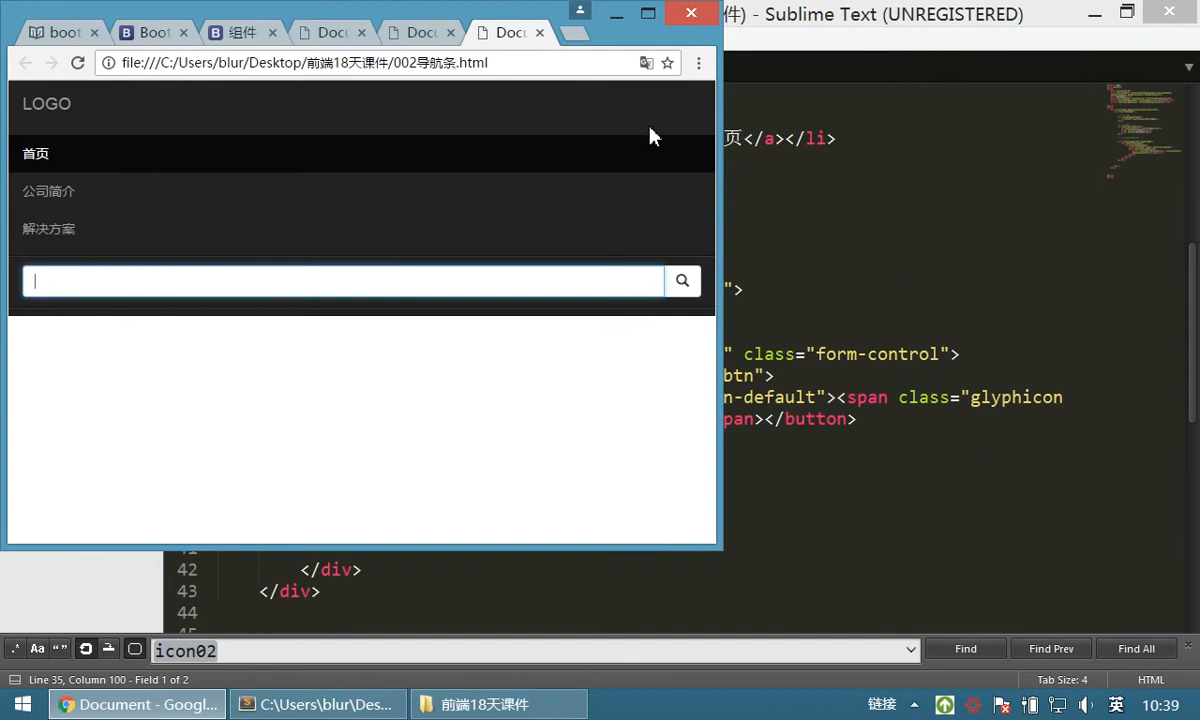 boot
Boot
组件
Docu
Docu
Docu
件) - Sublime Text (UNREGISTERED)
file:///C:/Users/blur/Desktop/前端18天课件/002导航条.html
LOGO
首页
公司简介
解决方案
页</a></li>
">
" class="form-control">
btn">
n-default"><span class="glyphicon
pan></button>
42 </div>
43 </div>
44
Aa
icon02
Find
Find Prev
Find All
Line 35, Column 100 - Field 1 of 2
Tab Size: 4
HTML
Document - Googl...
C:\Users\blur\Des...
前端18天课件
链接
英
10:39